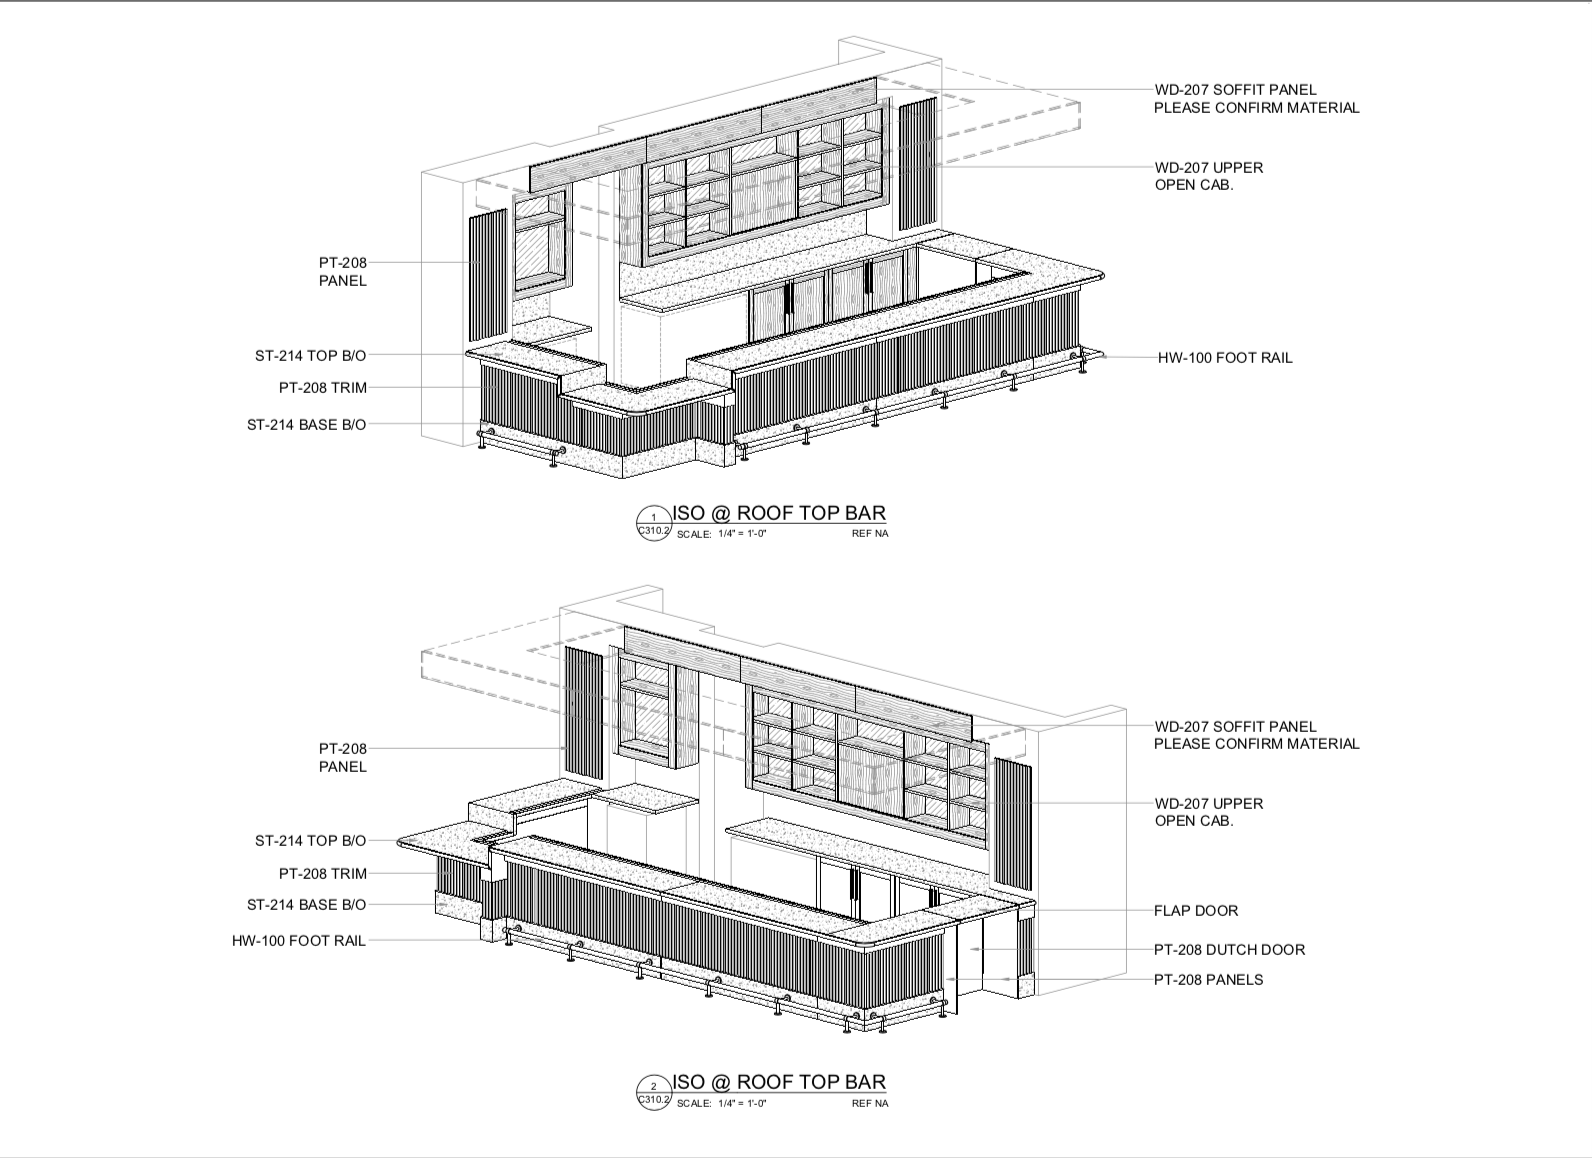 WD-207 SOFFIT PANEL
PLEASE CONFIRM MATERIAL
WD-207 UPPER
OPEN CAB.
PT-208
PANEL
ST-214 TOP B/O
PT-208 TRIM
ST-214 BASE B/O
HW-100 FOOT RAIL
1
C310.2
ISO @ ROOF TOP BAR
SCALE: 1/4" = 1'-0"
REF NA
WD-207 SOFFIT PANEL
PLEASE CONFIRM MATERIAL
PT-208
PANEL
WD-207 UPPER
OPEN CAB.
ST-214 TOP B/O
PT-208 TRIM
ST-214 BASE B/O
HW-100 FOOT RAIL
FLAP DOOR
PT-208 DUTCH DOOR
PT-208 PANELS
2
C310.2
ISO @ ROOF TOP BAR
SCALE: 1/4" = 1'-0"
REF NA